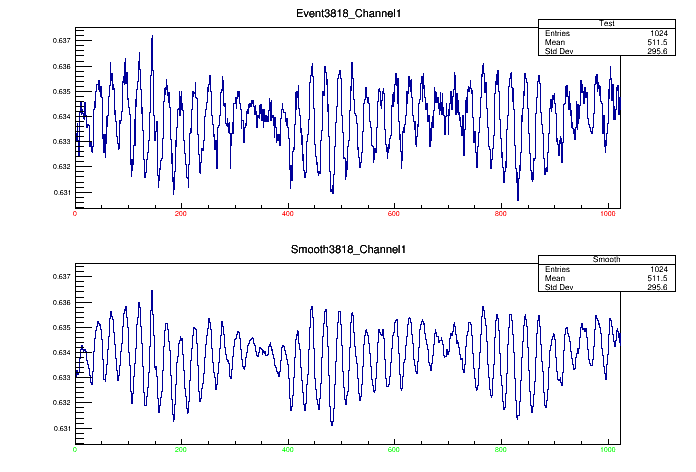 Event3818_Channel1
Test
Entries 1024
Mean 511.5
Std Dev 295.6
0.637
0.636
0.635
0.634
0.633
0.632
0.631
0 200 400 600 800 1000
Smooth3818_Channel1
Smooth
Entries 1024
Mean 511.5
Std Dev 295.6
0.637
0.636
0.635
0.634
0.633
0.632
0.631
0 200 400 600 800 1000